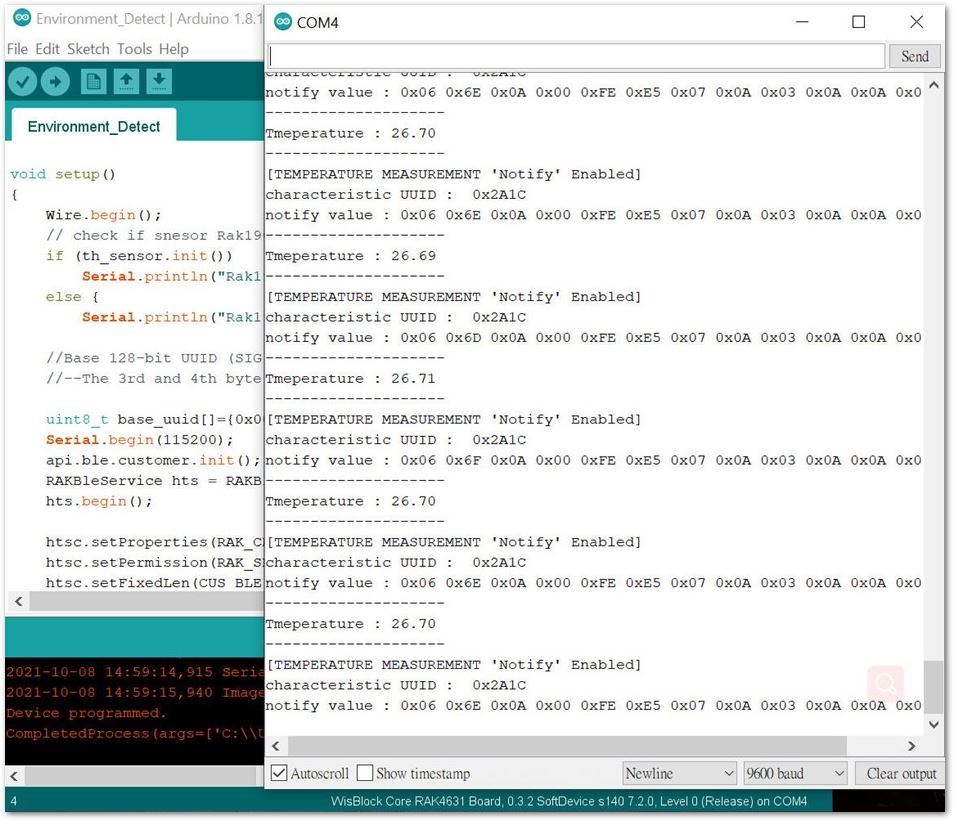 Environment_Detect | Arduino 1.8.1
File Edit Sketch Tools Help
Environment_Detect
void setup()
{
Wire.begin();
// check if snesor Rak19
if (th_sensor.init())
Serial.println("Rak1
else {
Serial.println("Rak1
//Base 128-bit UUID (SIG
//--The 3rd and 4th byte
uint8_t base_uuid[]={0x00
Serial.begin(115200);
api.ble.customer.init();
RAKBleService hts = RAKB
hts.begin();
htsc.setProperties(RAK_C
htsc.setPermission(RAK_S
htsc.setFixedLen(CUS_BLE
2021-10-08 14:59:14,915 Seria
2021-10-08 14:59:15,940 Image
Device programmed.
CompletedProcess(args=['C:\\U
4
WisBlock Core RAK4631 Board, 0.3.2 SoftDevice s140 7.2.0, Level 0 (Release) on COM4
COM4
Send
characteristic UUID :  0x2A1C
notify value : 0x06 0x6E 0x0A 0x00 0xFE 0xE5 0x07 0x0A 0x03 0x0A 0x0A 0x0
--------------------
Tmeperature : 26.70
--------------------
[TEMPERATURE MEASUREMENT 'Notify' Enabled]
characteristic UUID :  0x2A1C
notify value : 0x06 0x6E 0x0A 0x00 0xFE 0xE5 0x07 0x0A 0x03 0x0A 0x0A 0x0
--------------------
Tmeperature : 26.69
--------------------
[TEMPERATURE MEASUREMENT 'Notify' Enabled]
characteristic UUID :  0x2A1C
notify value : 0x06 0x6D 0x0A 0x00 0xFE 0xE5 0x07 0x0A 0x03 0x0A 0x0A 0x0
--------------------
Tmeperature : 26.71
--------------------
[TEMPERATURE MEASUREMENT 'Notify' Enabled]
characteristic UUID :  0x2A1C
notify value : 0x06 0x6F 0x0A 0x00 0xFE 0xE5 0x07 0x0A 0x03 0x0A 0x0A 0x0
--------------------
Tmeperature : 26.70
--------------------
[TEMPERATURE MEASUREMENT 'Notify' Enabled]
characteristic UUID :  0x2A1C
notify value : 0x06 0x6E 0x0A 0x00 0xFE 0xE5 0x07 0x0A 0x03 0x0A 0x0A 0x0
--------------------
Tmeperature : 26.70
--------------------
[TEMPERATURE MEASUREMENT 'Notify' Enabled]
characteristic UUID :  0x2A1C
notify value : 0x06 0x6E 0x0A 0x00 0xFE 0xE5 0x07 0x0A 0x03 0x0A 0x0A 0x0
Autoscroll Show timestamp Newline 9600 baud Clear output